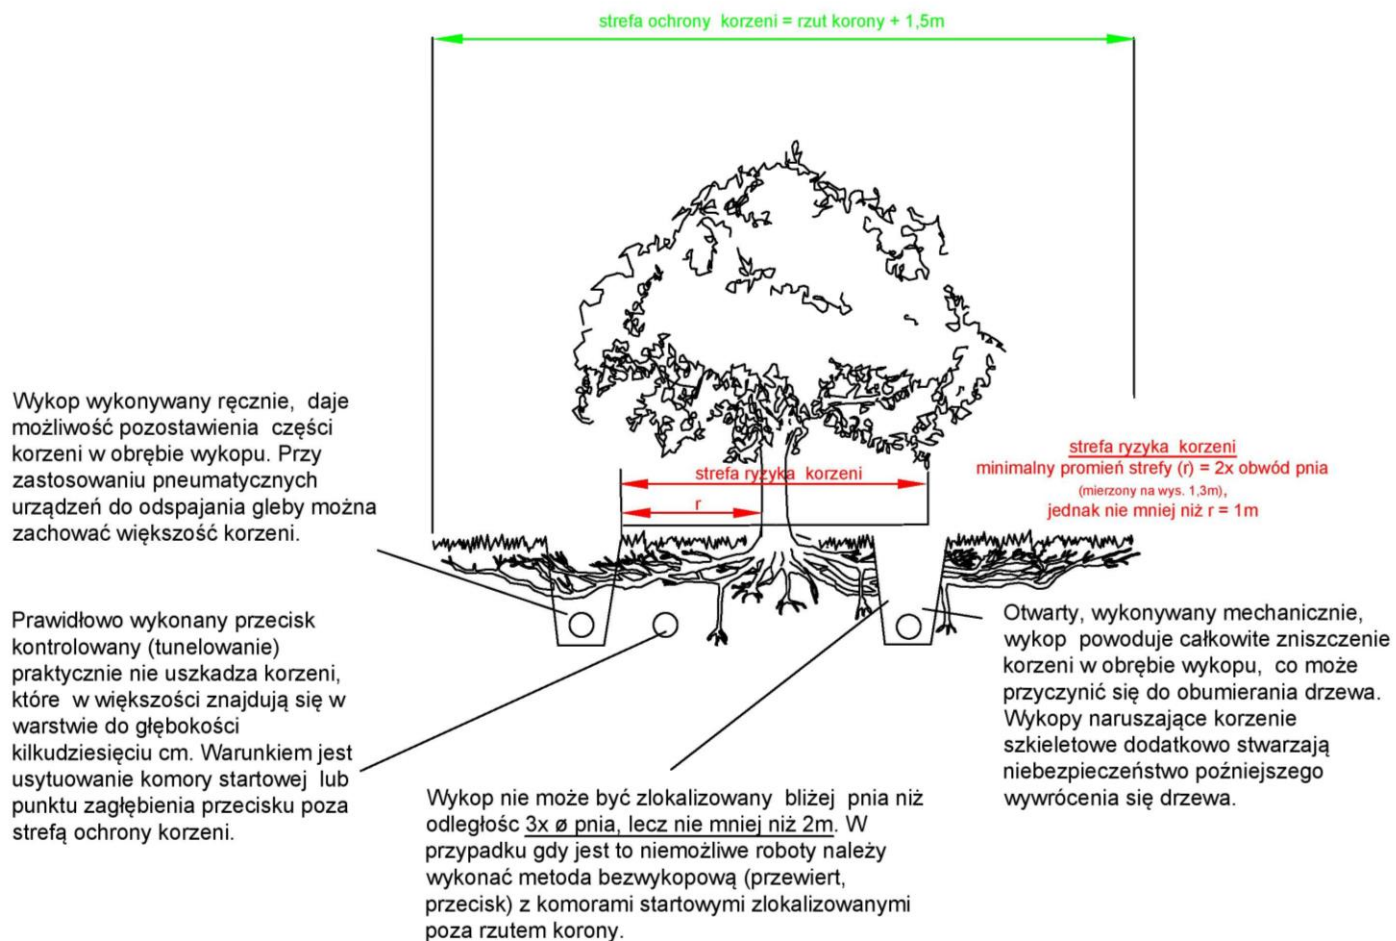 strefa ochrony korzeni = rzut korony + 1,5m
Wykop wykonywany ręcznie, daje
możliwość pozostawienia części
korzeni w obrębie wykopu. Przy
zastosowaniu pneumatycznych
urządzeń do odspajania gleby można
zachować większość korzeni.
strefa ryzyka korzeni
r
strefa ryzyka korzeni
minimalny promień strefy (r) = 2x obwód pnia
(mierzony na wys. 1,3m),
jednak nie mniej niż r = 1m
Prawidłowo wykonany przecisk
kontrolowany (tunelowanie)
praktycznie nie uszkadza korzeni,
które w większości znajdują się w
warstwie do głębokości
kilkudziesięciu cm. Warunkiem jest
usytuowanie komory startowej lub
punktu zagłębienia przecisku poza
strefą ochrony korzeni.
Wykop nie może być zlokalizowany bliżej pnia niż
odległośc 3x ø pnia, lecz nie mniej niż 2m. W
przypadku gdy jest to niemożliwe roboty należy
wykonać metoda bezwykopową (przewiert,
przecisk) z komorami startowymi zlokalizowanymi
poza rzutem korony.
Otwarty, wykonywany mechanicznie,
wykop powoduje całkowite zniszczenie
korzeni w obrębie wykopu, co może
przyczynić się do obumierania drzewa.
Wykopy naruszające korzenie
szkieletowe dodatkowo stwarzają
niebezpieczeństwo poźniejszego
wywrócenia się drzewa.